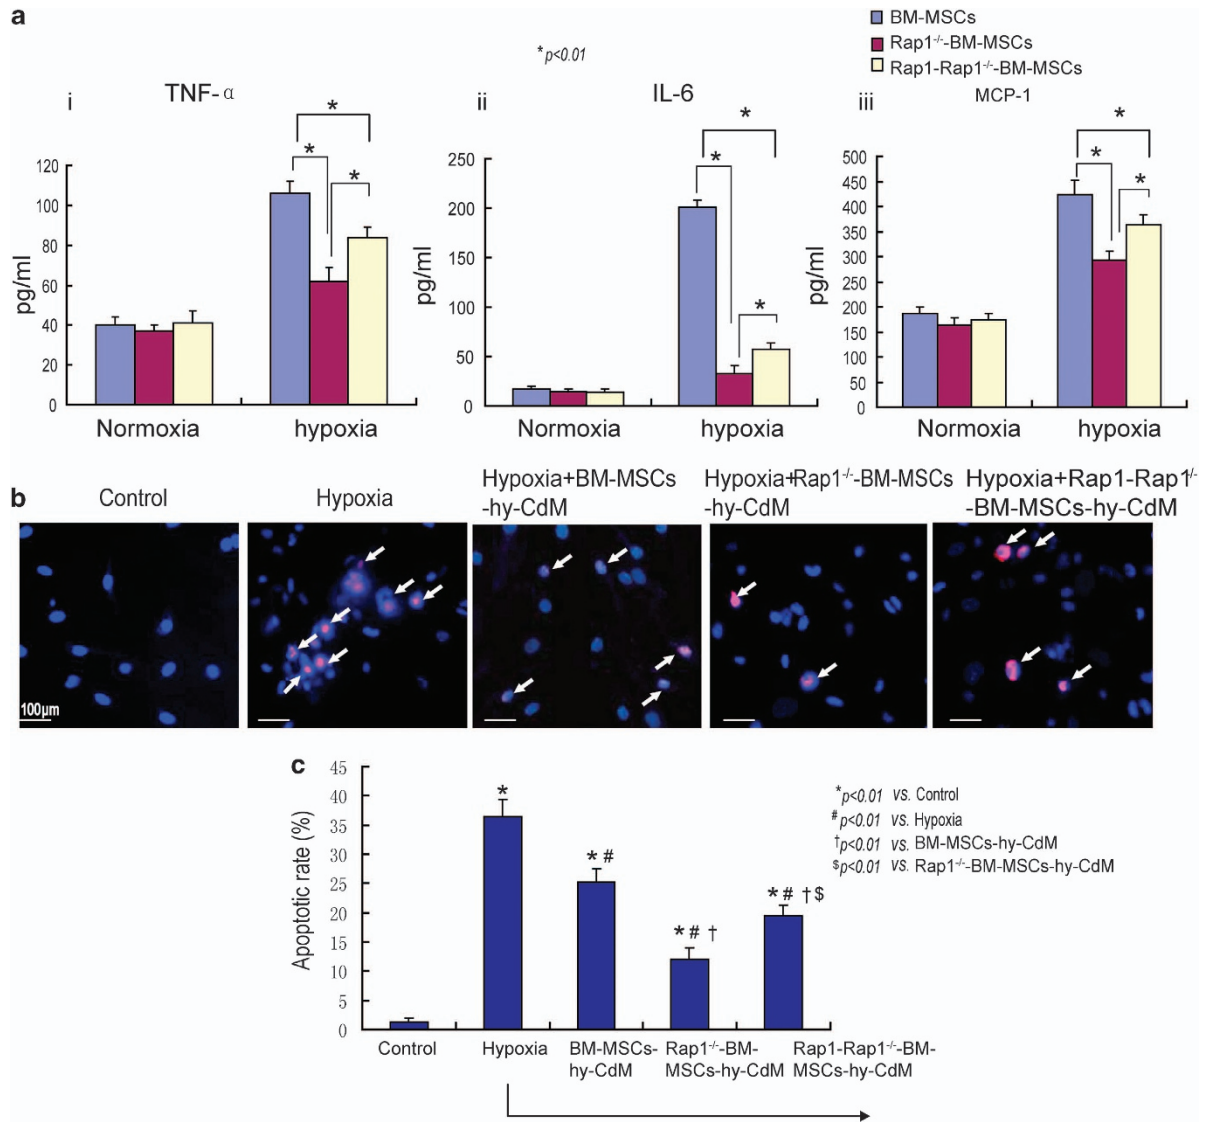 a
BM-MSCs
Rap1-/--BM-MSCs
Rap1-Rap1-/--BM-MSCs
*p<0.01
i
TNF-α
*
*
*
120
100
80
60
40
20
0
pg/ml
Normoxia
hypoxia
ii
IL-6
*
*
*
250
200
150
100
50
0
pg/ml
Normoxia
hypoxia
iii
MCP-1
*
*
*
500
450
400
350
300
250
200
150
100
50
0
pg/ml
Normoxia
hypoxia
b
Control
Hypoxia
Hypoxia+BM-MSCs
-hy-CdM
Hypoxia+Rap1-/--BM-MSCs
-hy-CdM
Hypoxia+Rap1-Rap1/-
-BM-MSCs-hy-CdM
100μm
c
45
40
35
30
25
20
15
10
5
0
Apoptotic rate (%)
*
* #
* # †
* # †$
*p<0.01 vs. Control
#p<0.01 vs. Hypoxia
†p<0.01 vs. BM-MSCs-hy-CdM
$p<0.01 vs. Rap1-/--BM-MSCs-hy-CdM
Control
Hypoxia
BM-MSCs-
hy-CdM
Rap1-/--BM-
MSCs-hy-CdM
Rap1-Rap1-/--BM-
MSCs-hy-CdM